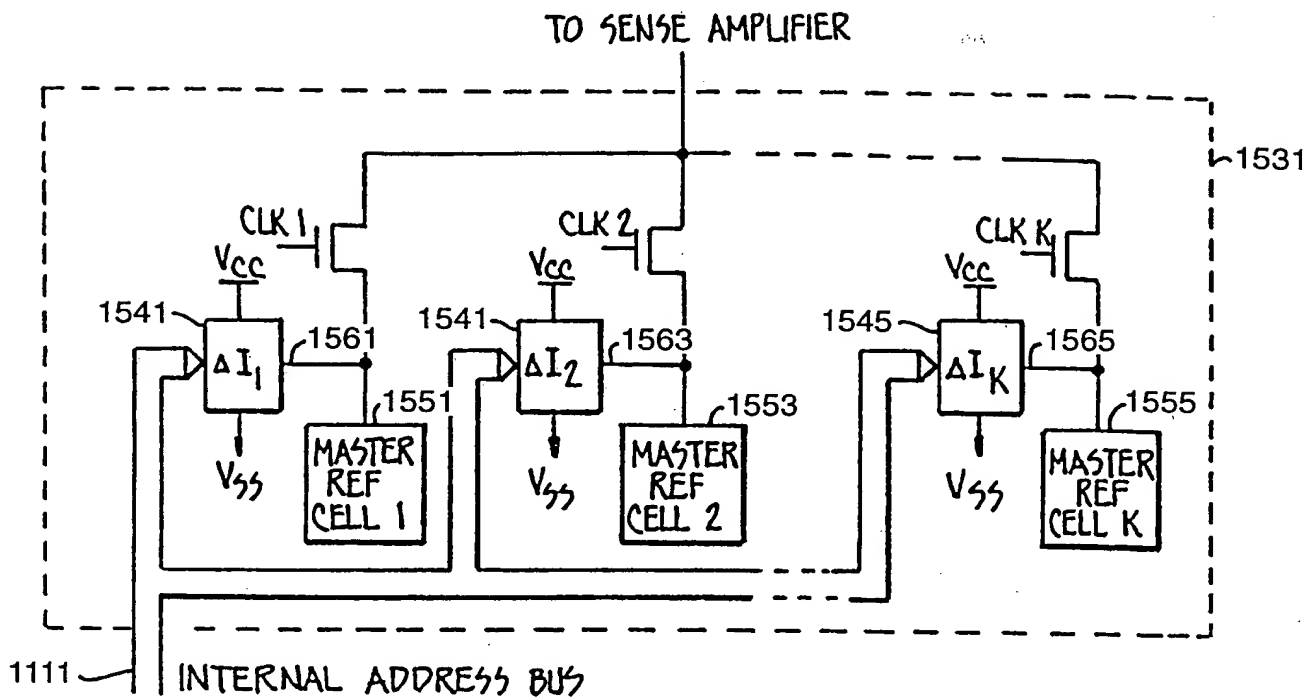 TO SENSE AMPLIFIER
1531
CLK 1
CLK 2
CLK K
VCC
VCC
VCC
1541
1561
1541
1563
1545
1565
ΔI1
ΔI2
ΔIK
1551
1553
1555
VSS
VSS
VSS
MASTER
REF
CELL 1
MASTER
REF
CELL 2
MASTER
REF
CELL K
1111
INTERNAL ADDRESS BUS